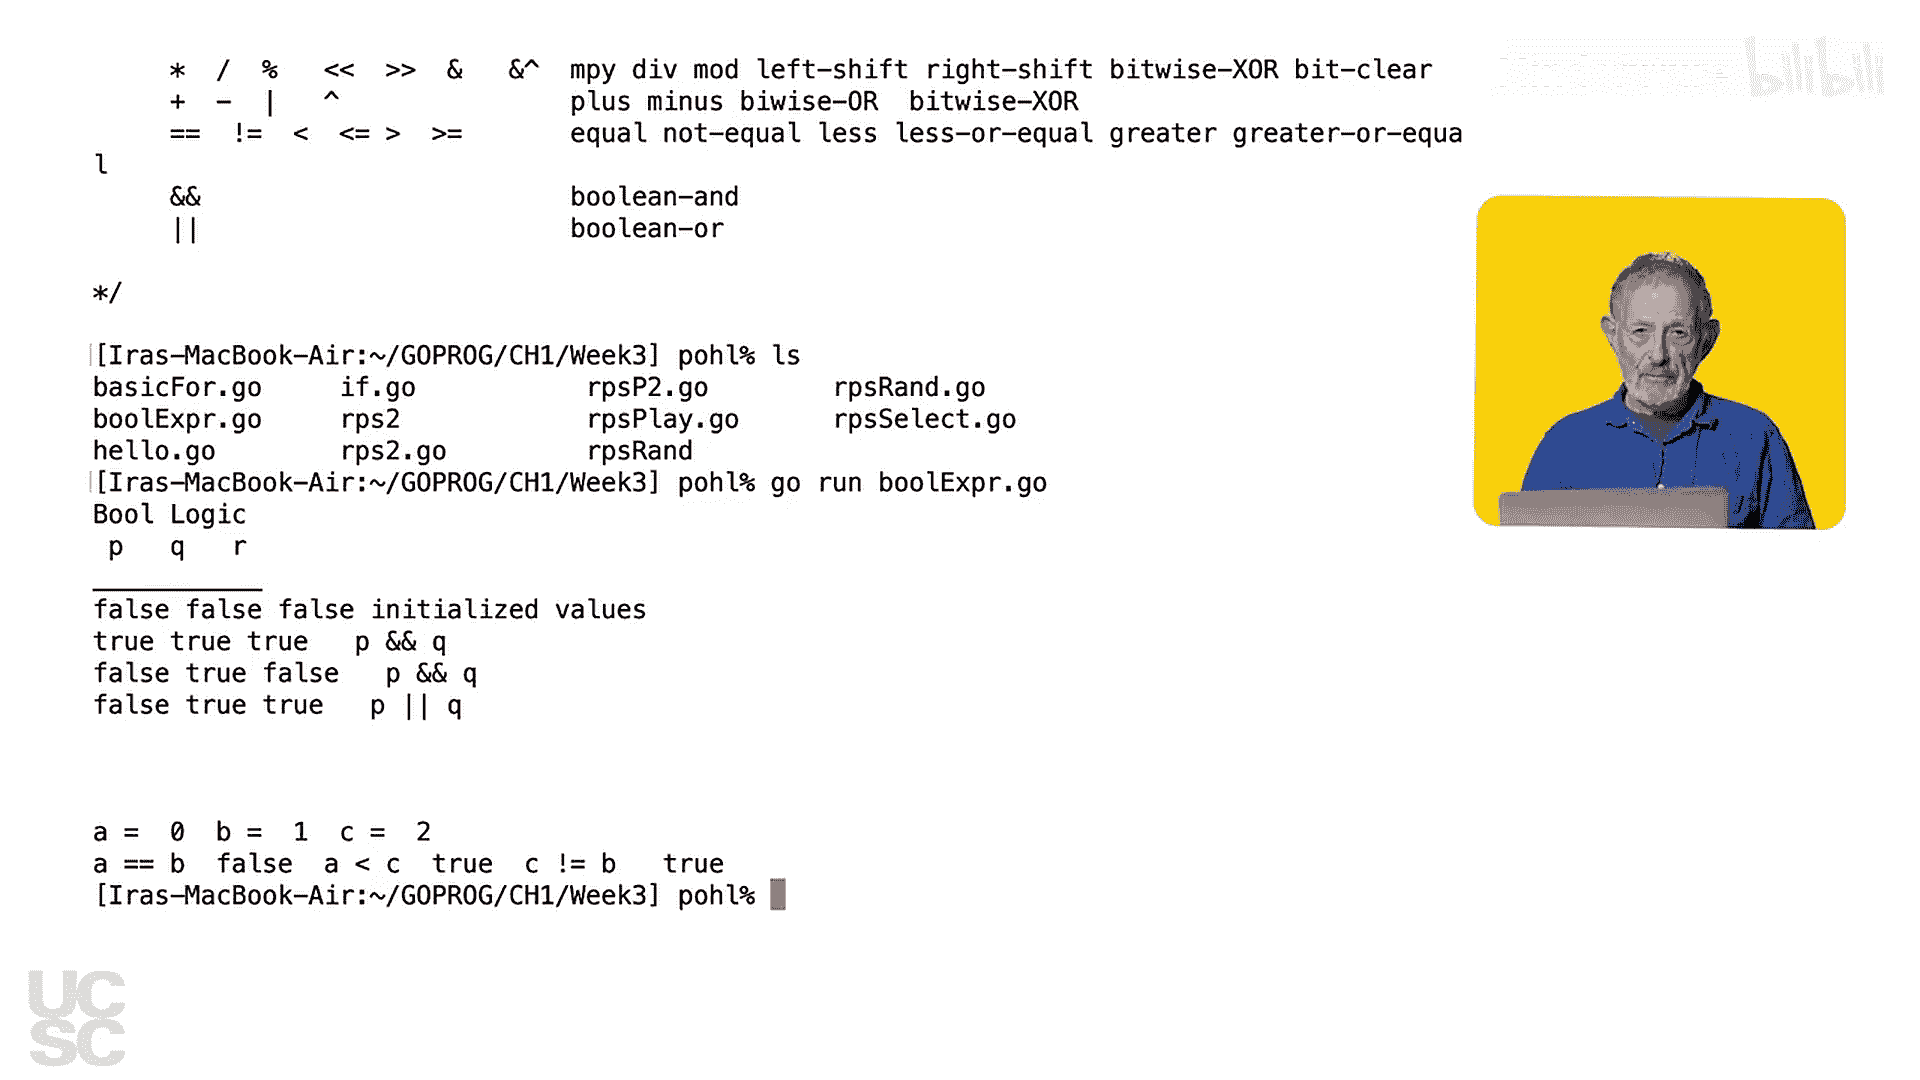 * / % << >> & &^ mpy div mod left-shift right-shift bitwise-XOR bit-clear
+ - | ^ plus minus biwise-OR bitwise-XOR
== != < <= > >= equal not-equal less less-or-equal greater greater-or-equa
l
&& boolean-and
|| boolean-or
*/
[Iras-MacBook-Air:~/GOPROG/CH1/Week3] pohl% ls
basicFor.go if.go rpsP2.go rpsRand.go
boolExpr.go rps2 rpsPlay.go rpsSelect.go
hello.go rps2.go rpsRand
[Iras-MacBook-Air:~/GOPROG/CH1/Week3] pohl% go run boolExpr.go
Bool Logic
p q r
___________
false false false initialized values
true true true p && q
false true false p && q
false true true p || q
a = 0 b = 1 c = 2
a == b false a < c true c != b true
[Iras-MacBook-Air:~/GOPROG/CH1/Week3] pohl%
bilibili
UC
SC